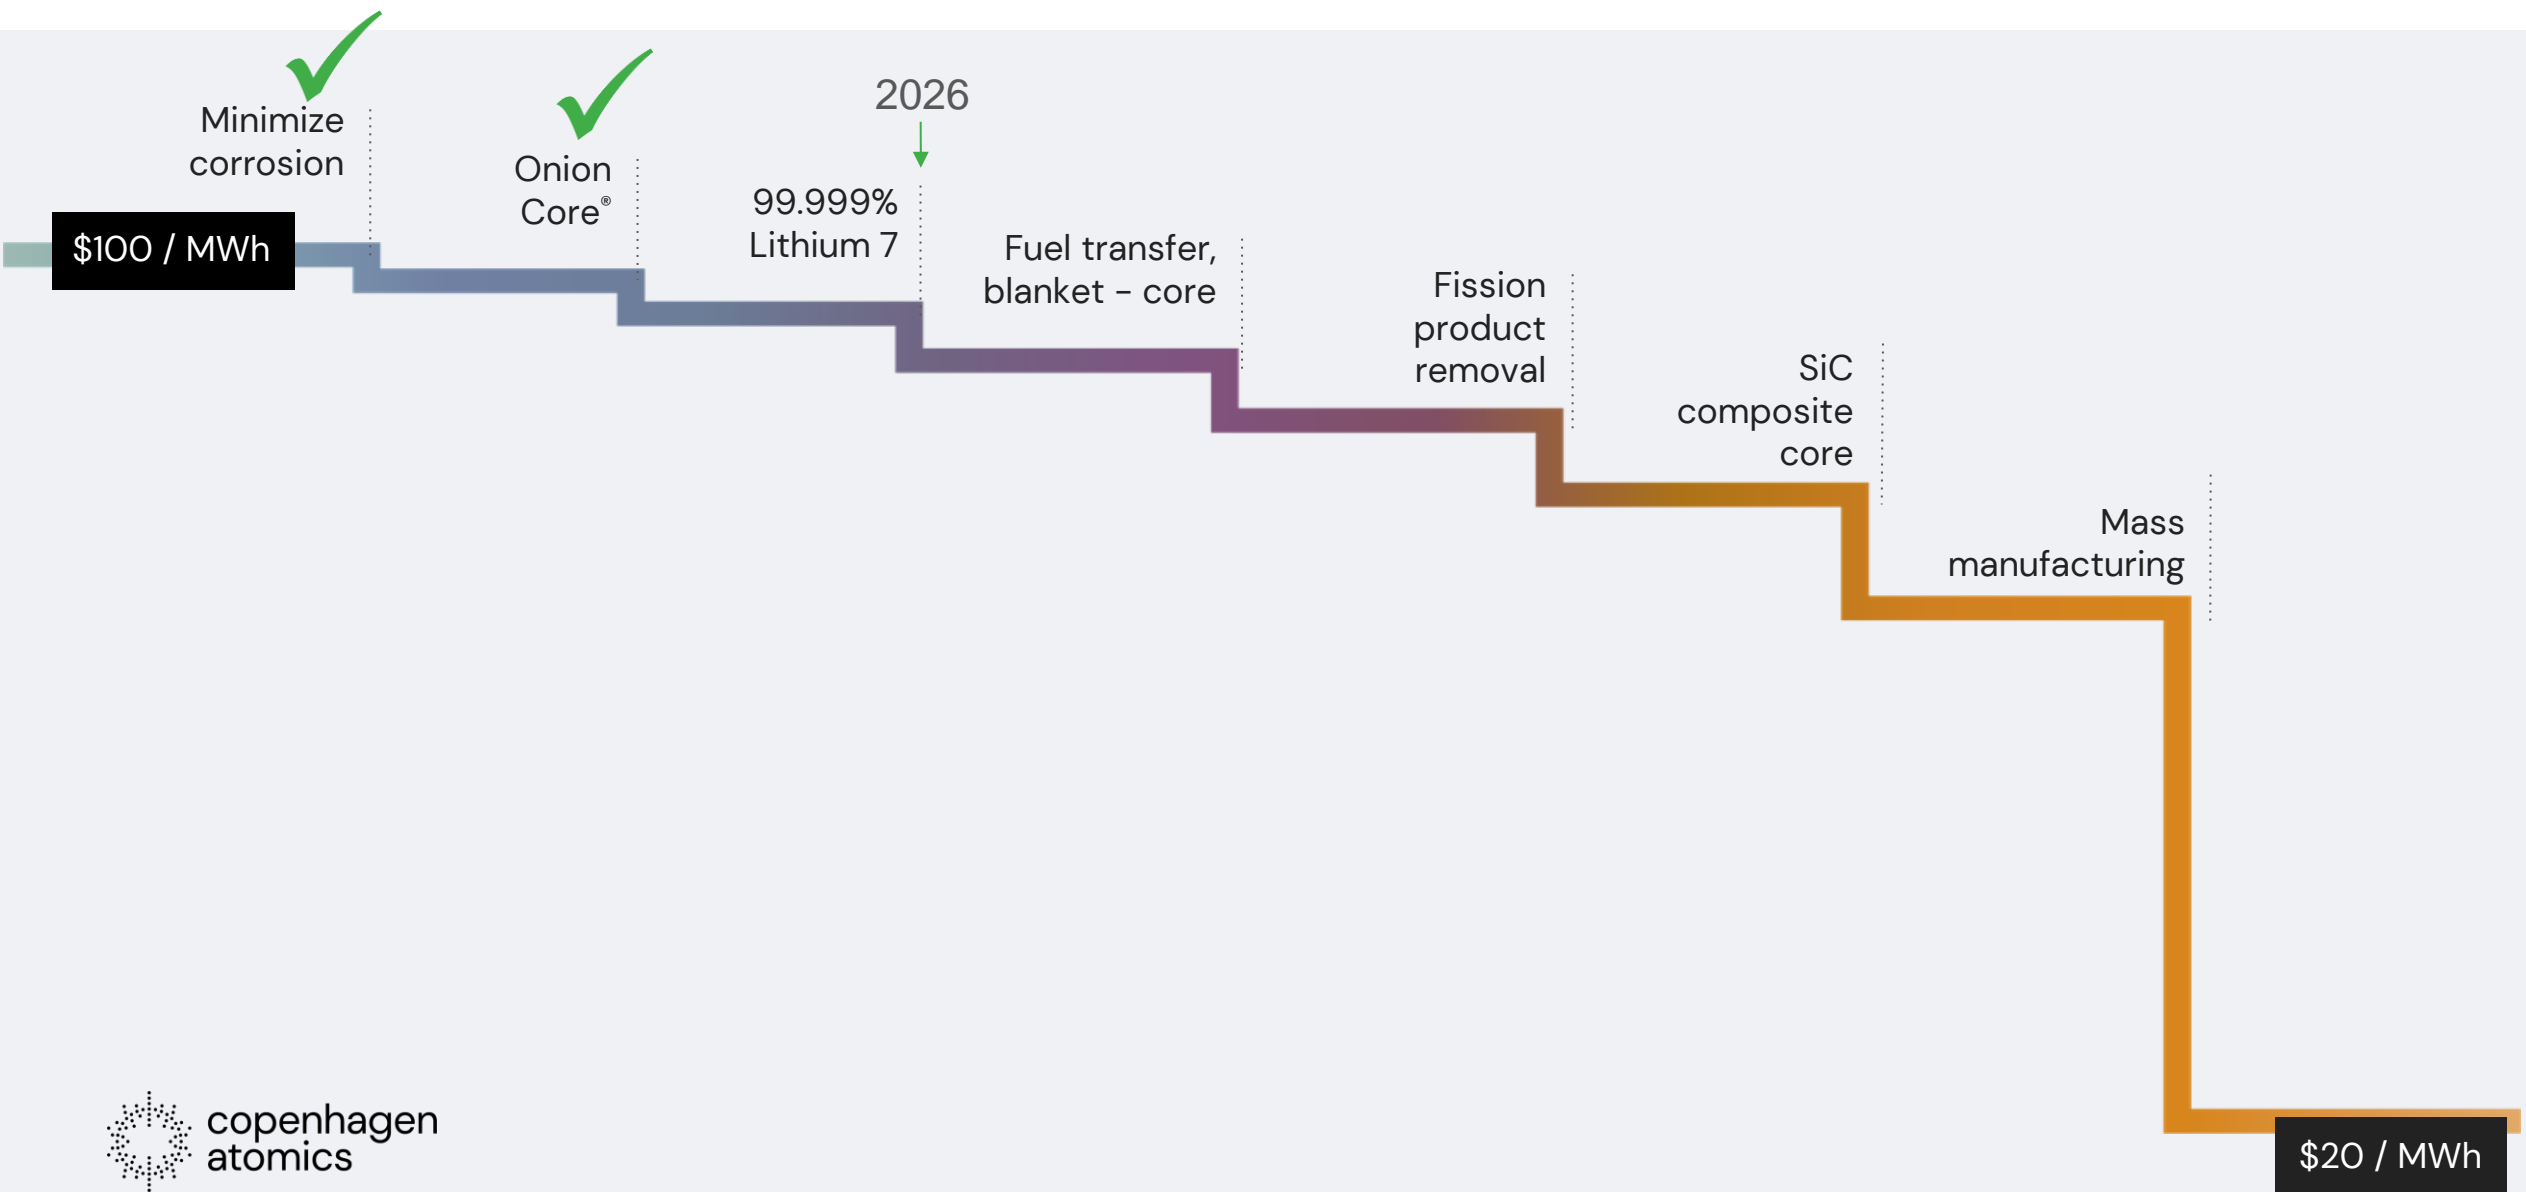 Minimize
corrosion
$100 / MWh
Onion
Core®
2026
99.999%
Lithium 7
Fuel transfer,
blanket – core
Fission
product
removal
SiC
composite
core
Mass
manufacturing
copenhagen
atomics
$20 / MWh